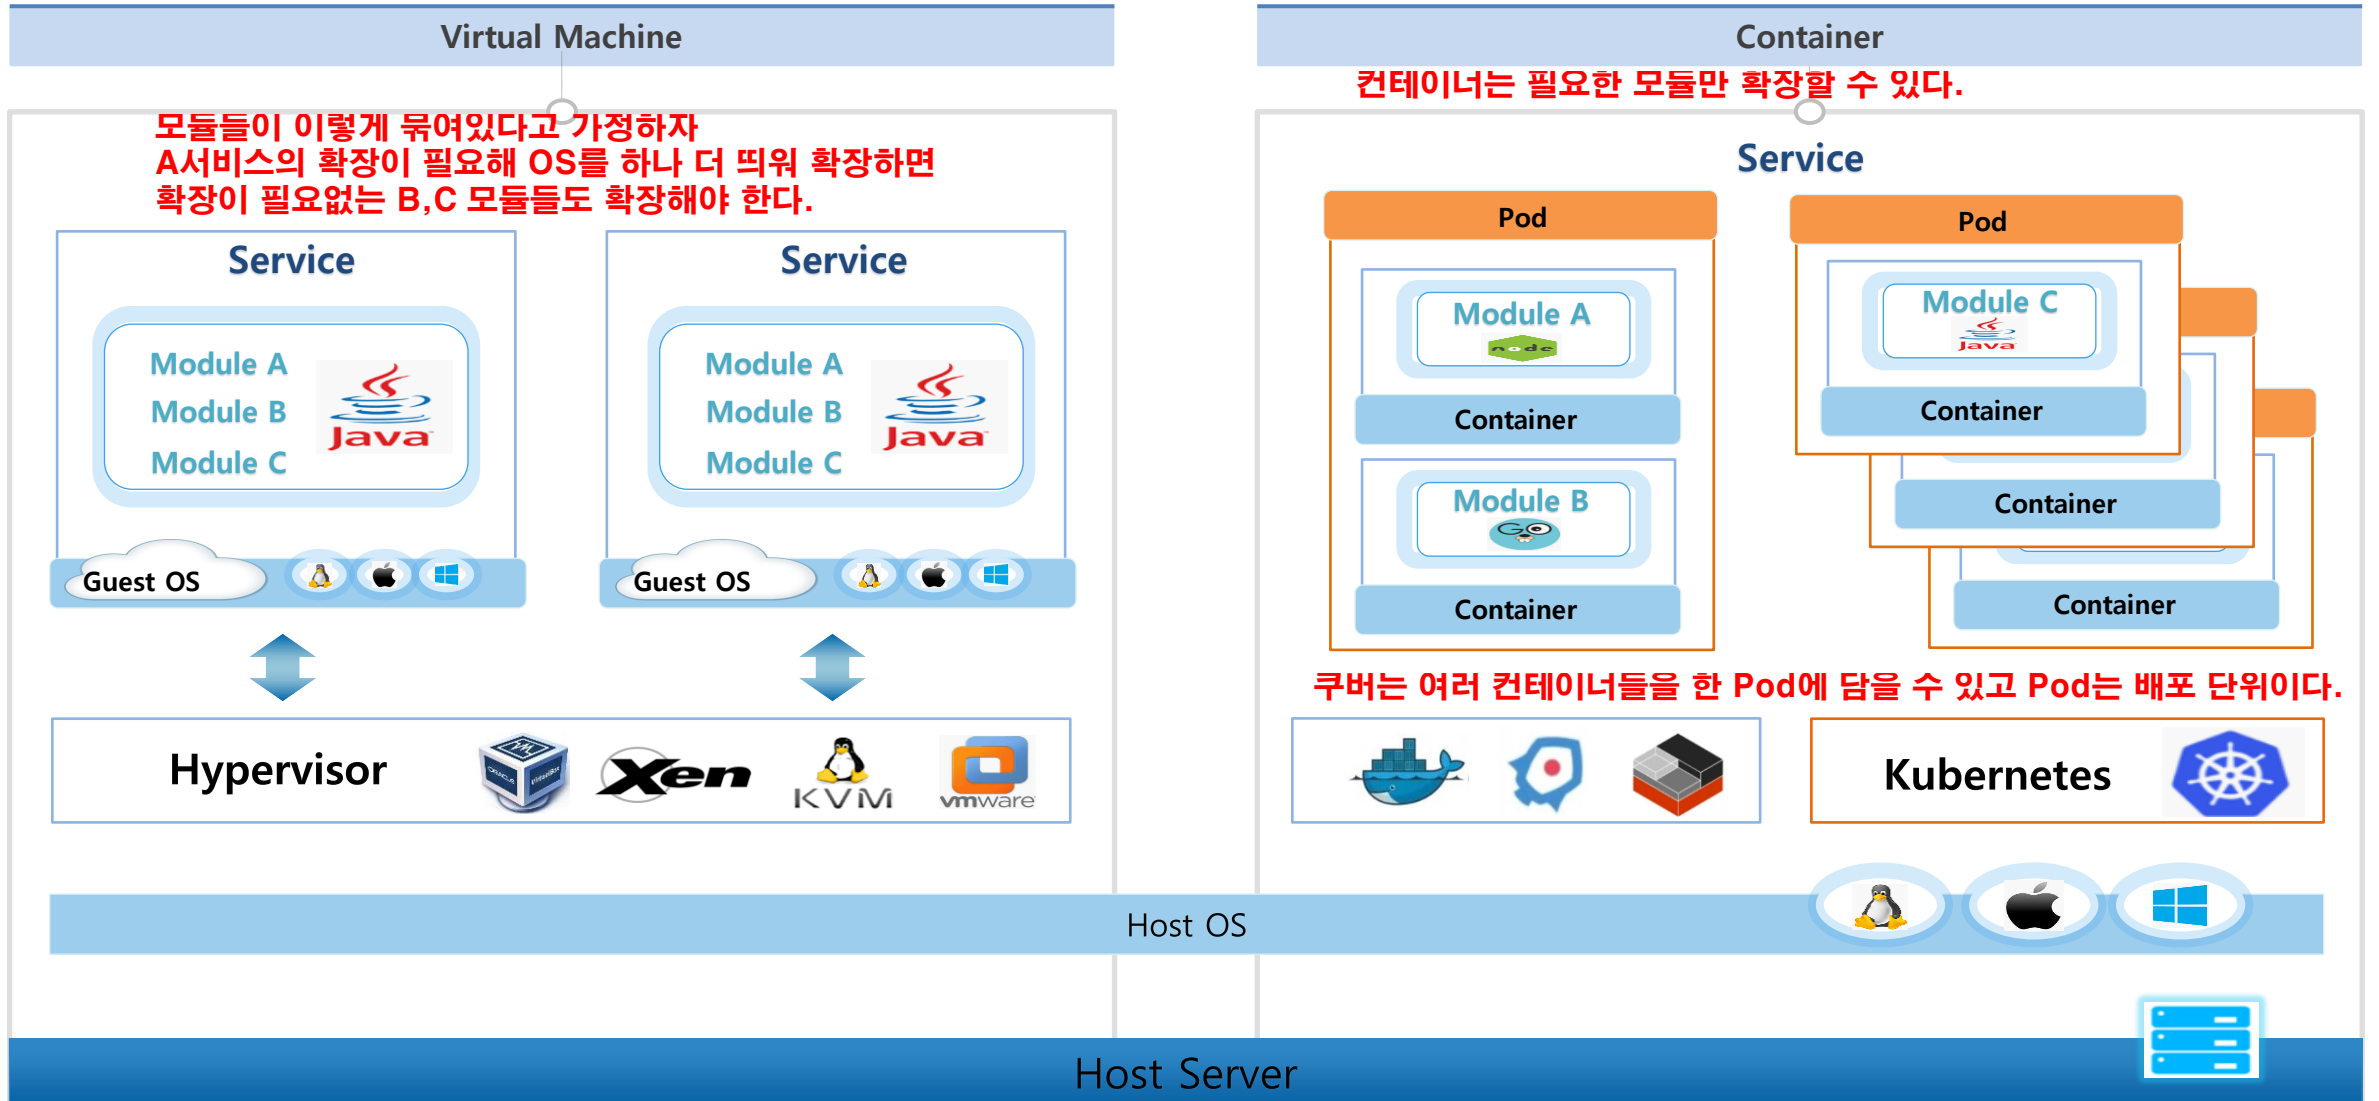 Virtual Machine
모듈들이 이렇게 묶여있다고 가정하자
A서비스의 확장이 필요해 OS를 하나 더 띄워 확장하면
확장이 필요없는 B,C 모듈들도 확장해야 한다.
Service
Module A
Module B
Module C
Java
Guest OS
Service
Module A
Module B
Module C
Java
Guest OS
Hypervisor
ORACLE
VirtualBox
Xen
KVM
vmware
Container
컨테이너는 필요한 모듈만 확장할 수 있다.
Service
Pod
Module A
node
Container
Module B
GO
Container
Pod
Module C
Java
Container
Container
Container
쿠버는 여러 컨테이너들을 한 Pod에 담을 수 있고 Pod는 배포 단위이다.
Kubernetes
Host OS
Host Server